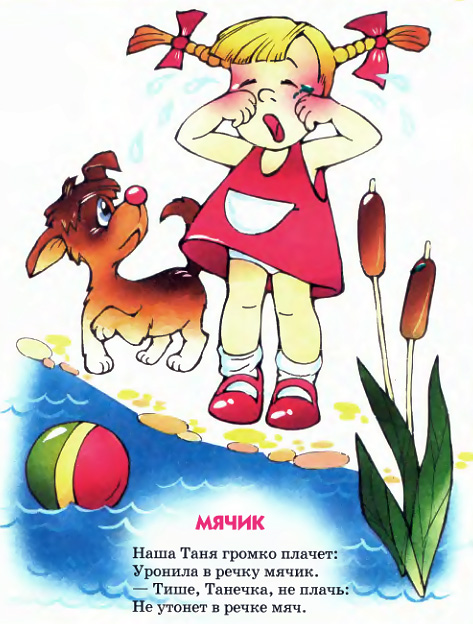 МЯЧИК
Наша Таня громко плачет:
Уронила в речку мячик.
— Тише, Танечка, не плачь:
Не утонет в речке мяч.